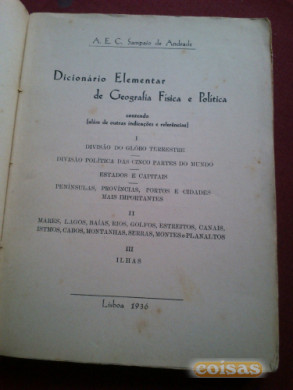 A. E. C. Sampaio de Andrade
Dicionário Elementar
de Geografia Física e Política
contendo
(além de outras indicações e referências)
I
DIVISÃO DO GLÔBO TERRESTRE
DIVISÃO POLÍTICA DAS CINCO PARTES DO MUNDO
ESTADOS E CAPITAIS
PENÍNSULAS, PROVÍNCIAS, PORTOS E CIDADES
MAIS IMPORTANTES
II
MARES, LAGOS, BAÍAS, RIOS, GOLFOS, ESTREITOS, CANAIS,
ISTMOS, CABOS, MONTANHAS, SERRAS, MONTES e PLANALTOS
III
ILHAS
Lisboa 1936
coisas